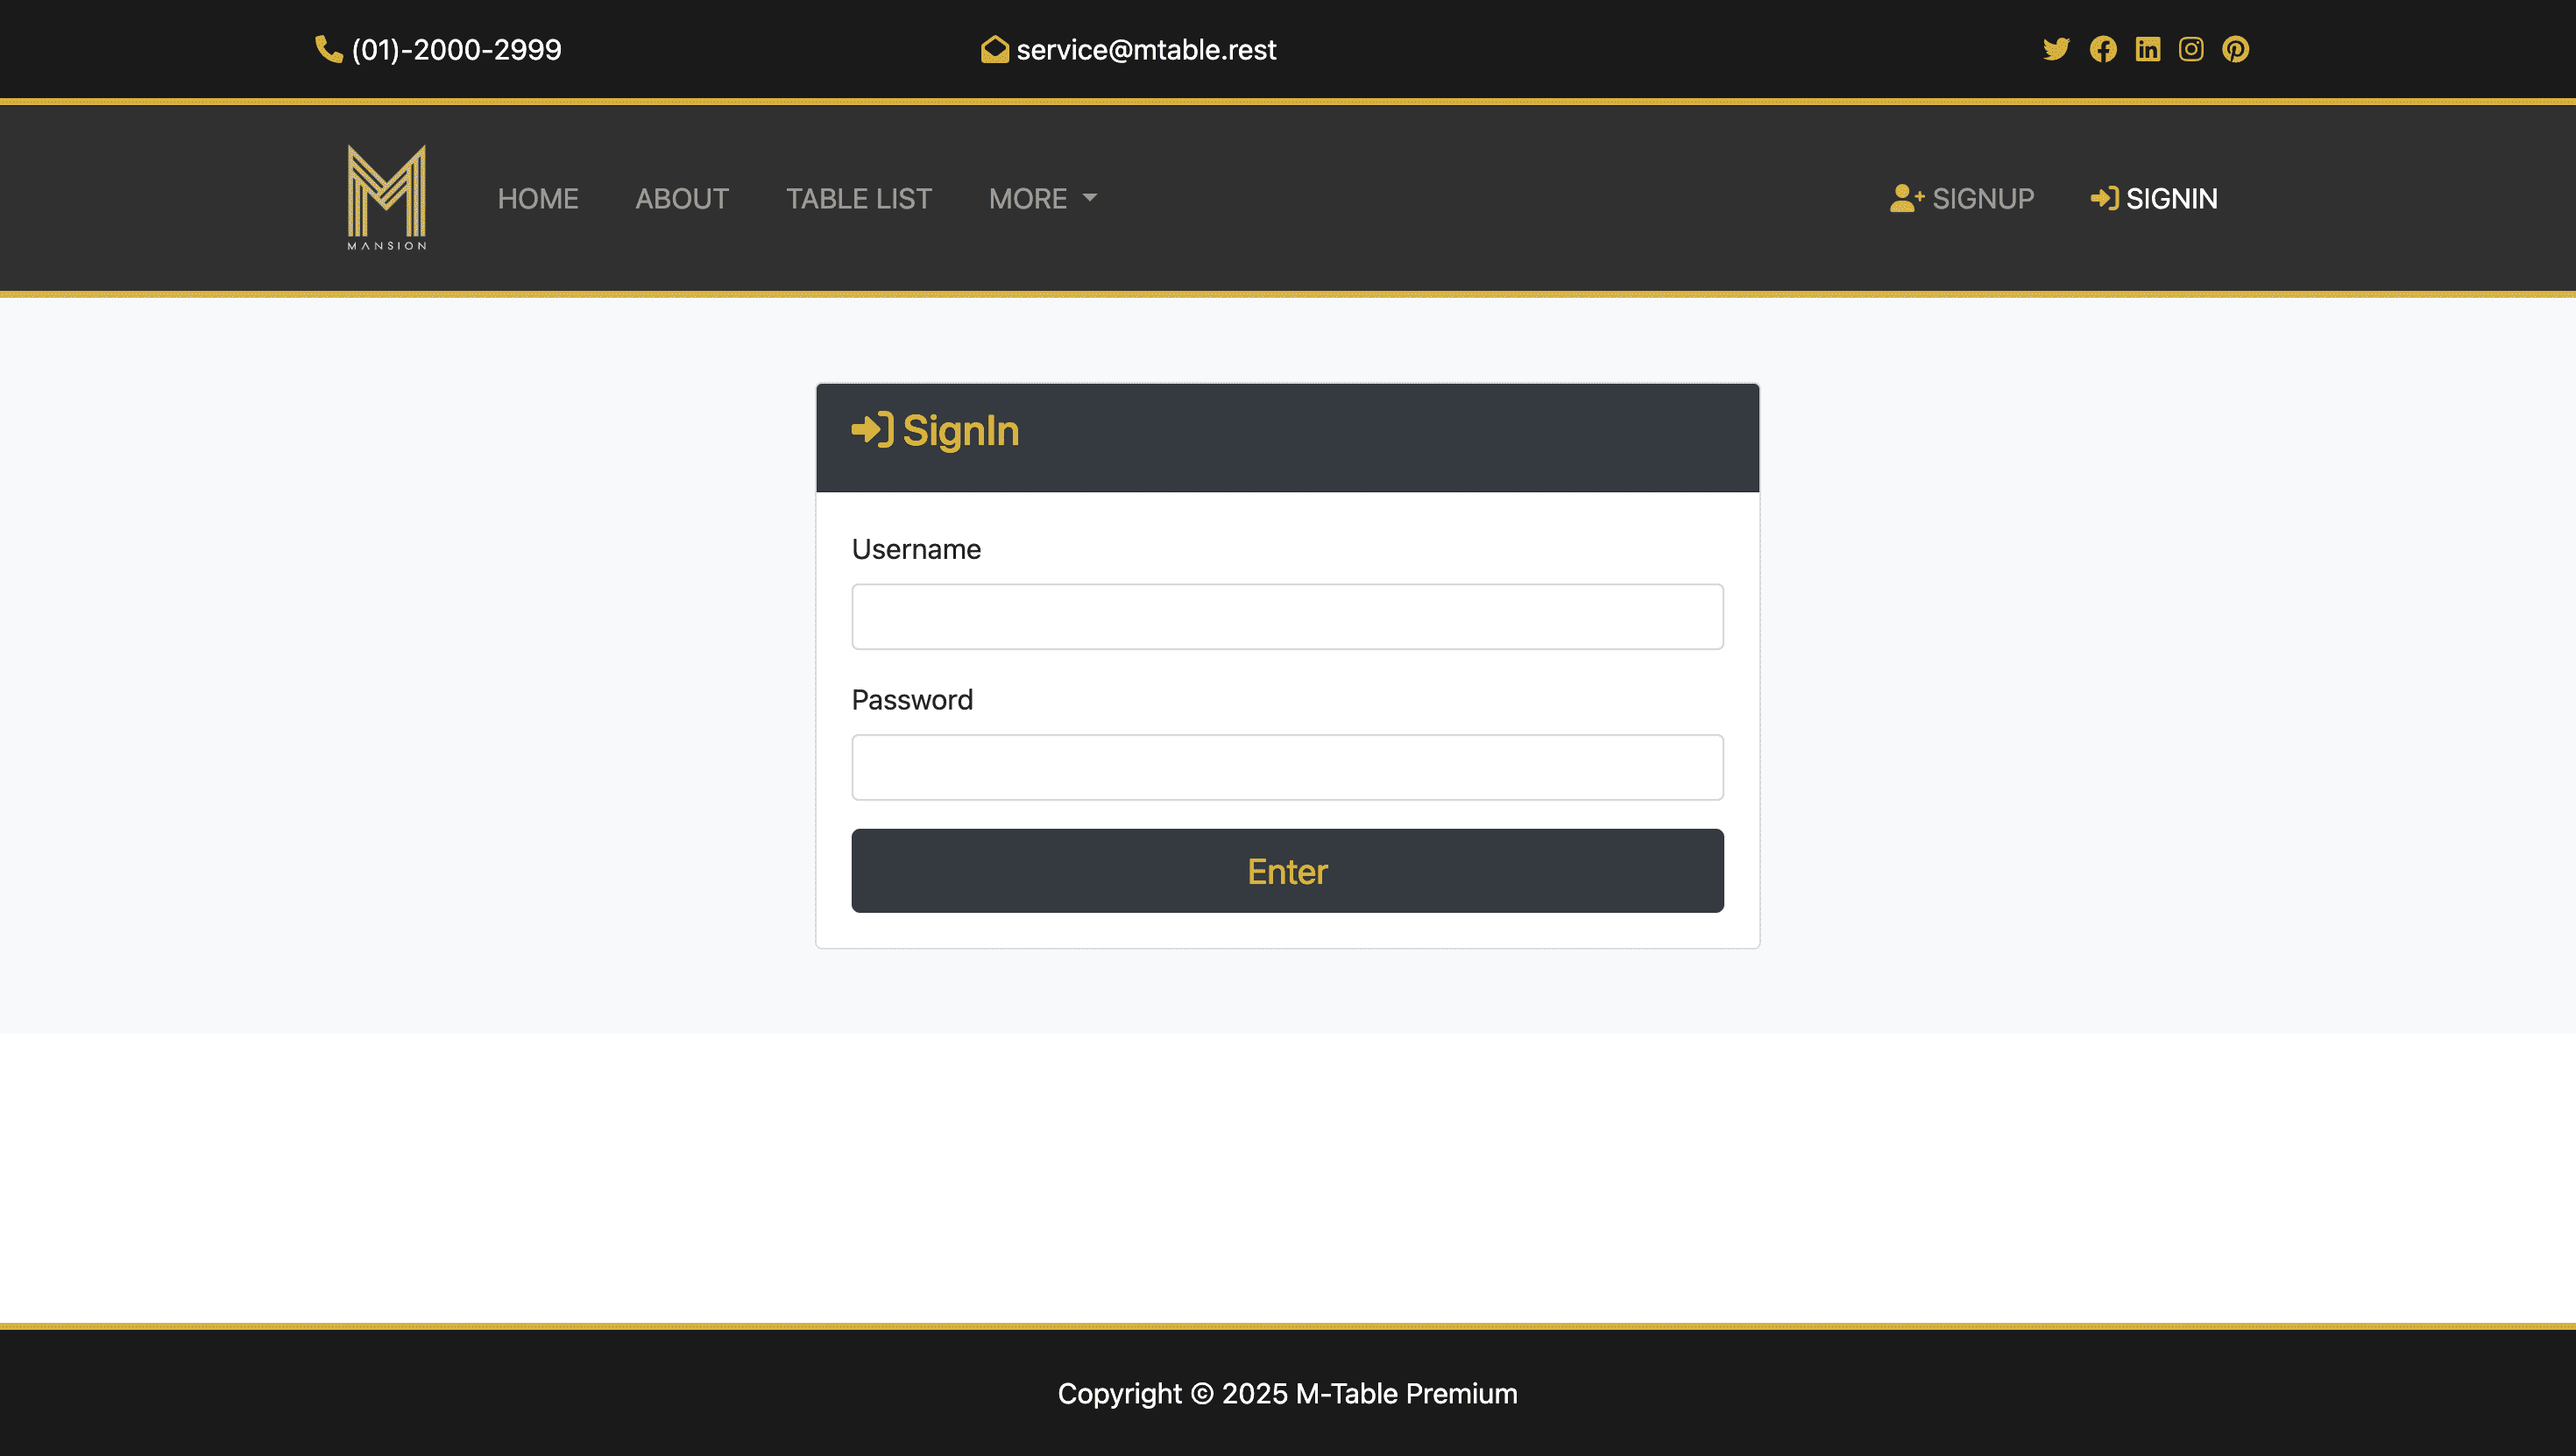 (01)-2000-2999
service@mtable.rest
MANSION
HOME
ABOUT
TABLE LIST
MORE
SIGNUP
SIGNIN
SignIn
Username
Password
Enter
Copyright © 2025 M-Table Premium